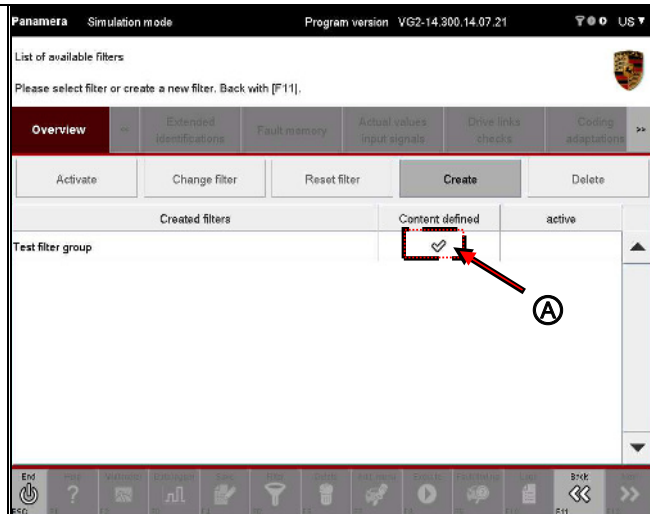 Panamera Simulation mode Program version VG2-14.300.14.07.21 US
List of available filters
Please select filter or create a new filter. Back with [F11].
Overview Extended identifications Fault memory Actual values input signals Drive links checks Coding adaptations
Activate Change filter Reset filter Create Delete
Created filters Content defined active
Test filter group
A
End Help Filter Delete Back
ESC F11